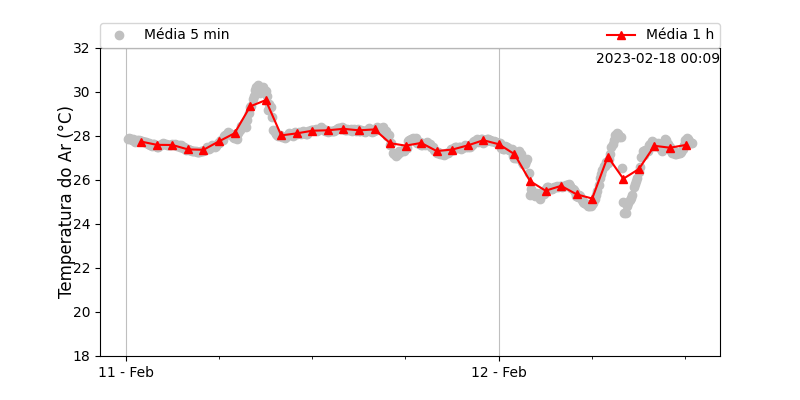 Média 5 min
Média 1 h
2023-02-18 00:09
Temperatura do Ar (°C)
32
30
28
26
24
22
20
18
11 - Feb
12 - Feb